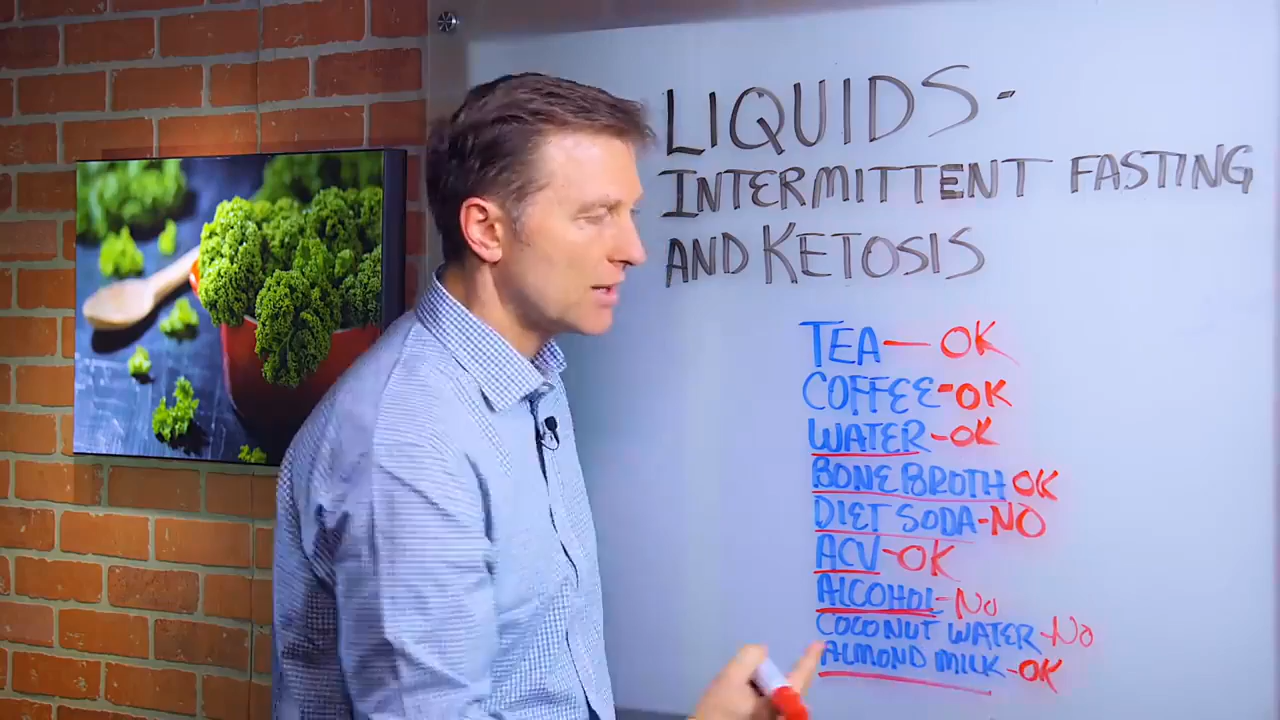 LIQUIDS-
INTERMITTENT FASTING
AND KETOSIS
TEA—OK
COFFEE-OK
WATER-OK
BONE BROTH OK
DIET SODA-NO
ACV-OK
ALCOHOL-No
COCONUT WATER-No
ALMOND MILK-OK